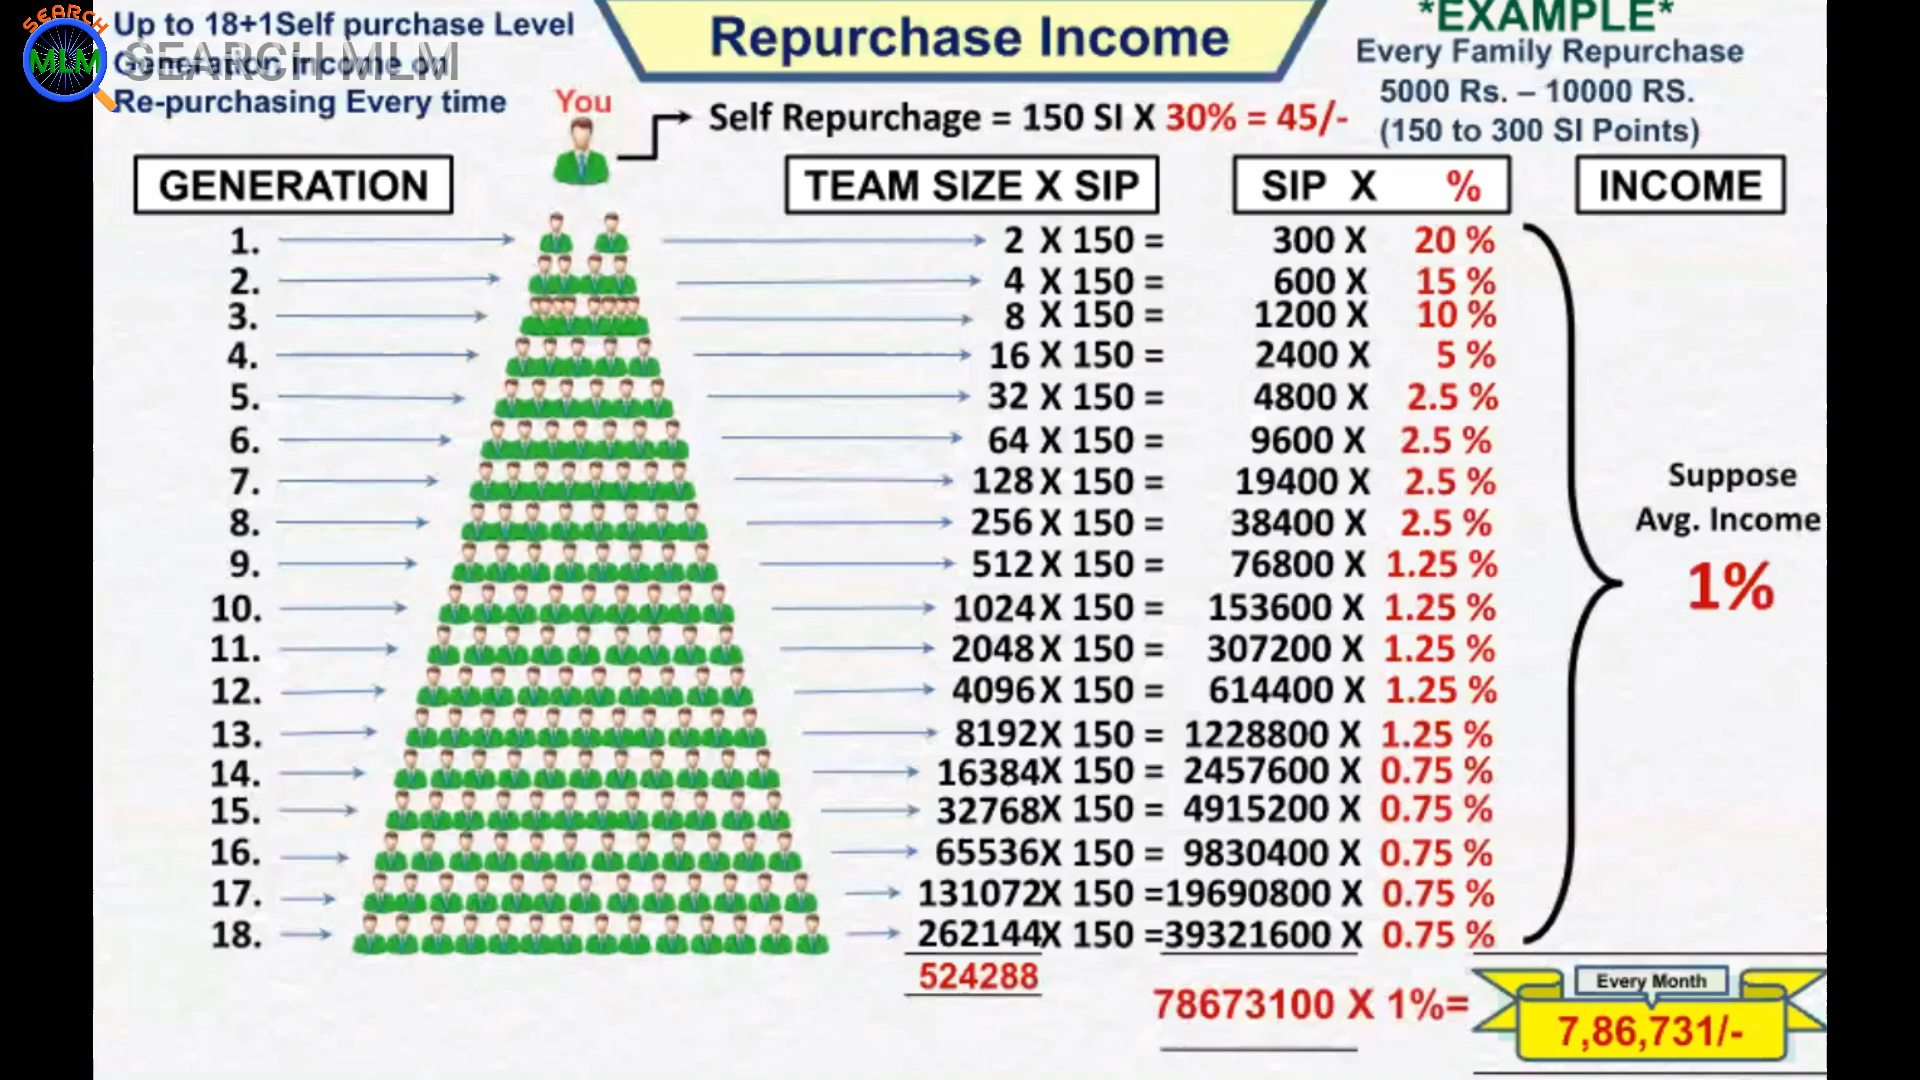 Up to 18+1Self purchase Level
Generation income on
Re-purchasing Every time
SEARCH
MLM
SEARCH MLM
Repurchase Income
*EXAMPLE*
Every Family Repurchase
5000 Rs. – 10000 RS.
(150 to 300 SI Points)
You
Self Repurchage = 150 SI X 30% = 45/-
GENERATION TEAM SIZE X SIP SIP X % INCOME
1. 2 X 150 = 300 X 20 %
2. 4 X 150 = 600 X 15 %
3. 8 X 150 = 1200 X 10 %
4. 16 X 150 = 2400 X 5 %
5. 32 X 150 = 4800 X 2.5 %
6. 64 X 150 = 9600 X 2.5 %
7. 128 X 150 = 19400 X 2.5 %
8. 256 X 150 = 38400 X 2.5 %
9. 512 X 150 = 76800 X 1.25 %
10. 1024 X 150 = 153600 X 1.25 %
11. 2048 X 150 = 307200 X 1.25 %
12. 4096 X 150 = 614400 X 1.25 %
13. 8192X 150 = 1228800 X 1.25 %
14. 16384X 150 = 2457600 X 0.75 %
15. 32768X 150 = 4915200 X 0.75 %
16. 65536X 150 = 9830400 X 0.75 %
17. 131072X 150 =19690800 X 0.75 %
18. 262144X 150 =39321600 X 0.75 %
Suppose
Avg. Income
1%
524288
78673100 X 1%=
Every Month
7,86,731/-